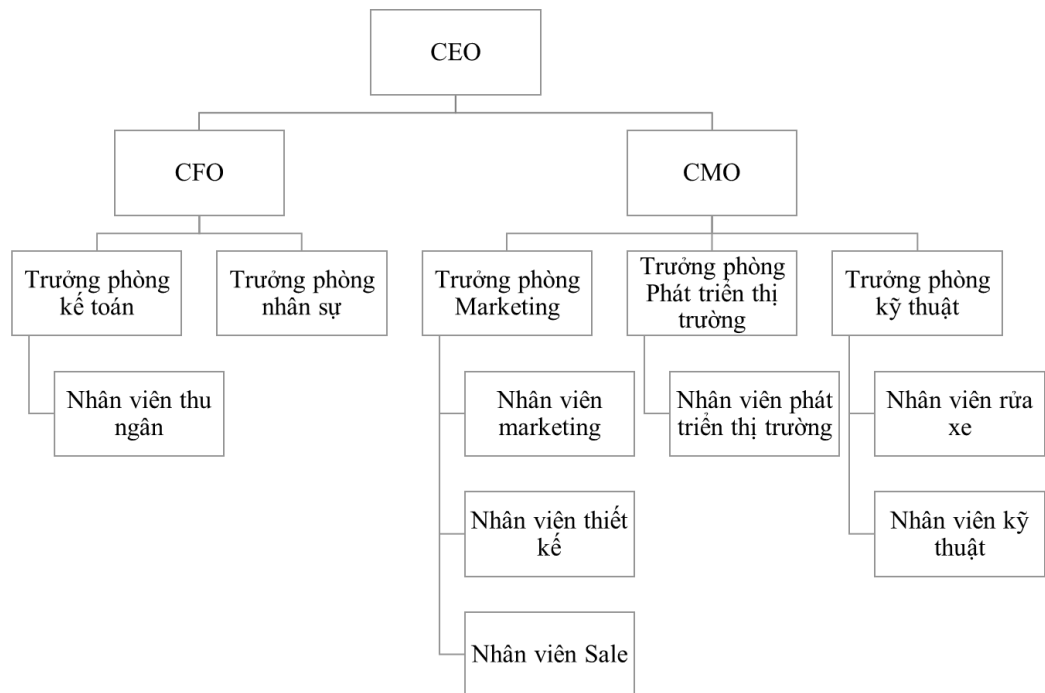 CEO
CFO
CMO
Trưởng phòng
kế toán
Trưởng phòng
nhân sự
Trưởng phòng
Marketing
Trưởng phòng
Phát triển thị
trường
Trưởng phòng
kỹ thuật
Nhân viên thu
ngân
Nhân viên
marketing
Nhân viên phát
triển thị trường
Nhân viên rửa
xe
Nhân viên thiết
kế
Nhân viên kỹ
thuật
Nhân viên Sale